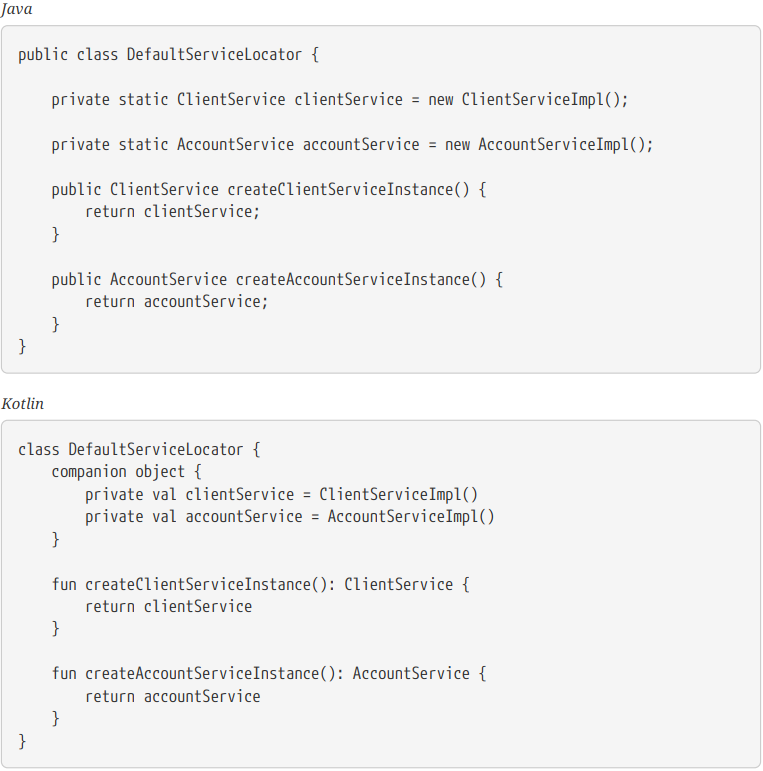 Java
public class DefaultServiceLocator {
    private static ClientService clientService = new ClientServiceImpl();
    private static AccountService accountService = new AccountServiceImpl();
    public ClientService createClientServiceInstance() {
        return clientService;
    }
    public AccountService createAccountServiceInstance() {
        return accountService;
    }
}
Kotlin
class DefaultServiceLocator {
    companion object {
        private val clientService = ClientServiceImpl()
        private val accountService = AccountServiceImpl()
    }
    fun createClientServiceInstance(): ClientService {
        return clientService
    }
    fun createAccountServiceInstance(): AccountService {
        return accountService
    }
}